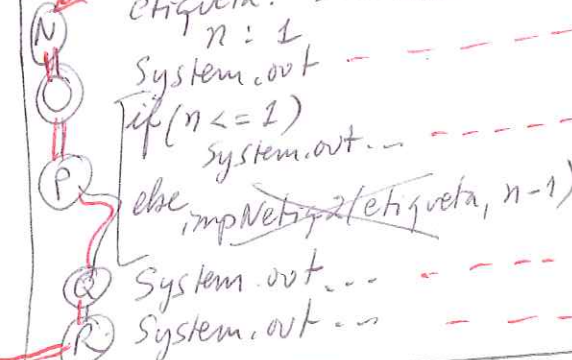 etiqueta:
N
n : 1
System.out
O
if (n <= 1)
System.out...
P
else impNetiq2(etiqueta, n-1)
Q System.out...
R System.out...